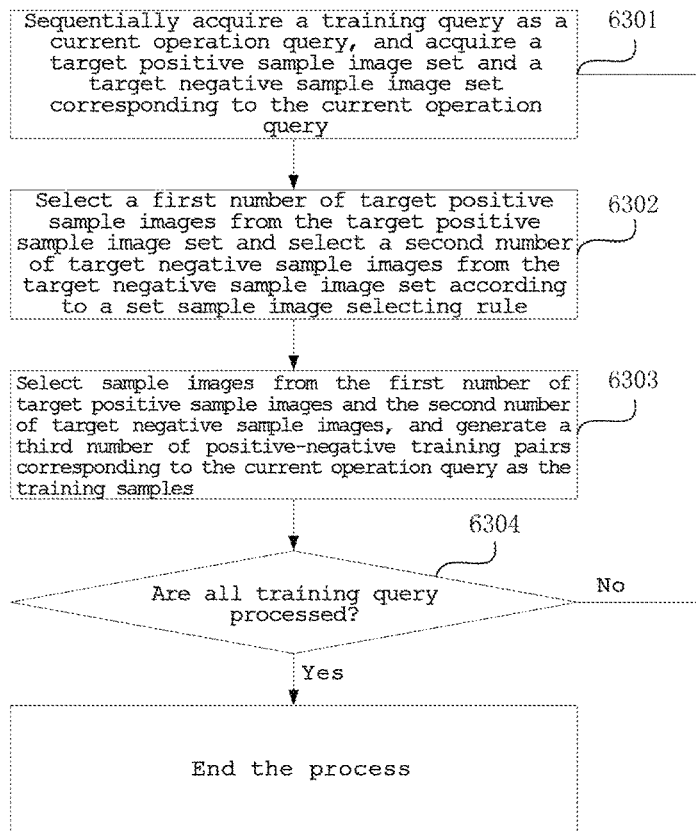 Sequentially acquire a training query as a
current operation query, and acquire a
target positive sample image set and a
target negative sample image set
corresponding to the current operation
query
6301
Select a first number of target positive
sample images from the target positive
sample image set and select a second number
of target negative sample images from the
target negative sample image set according
to a set sample image selecting rule
6302
Select sample images from the first number of
target positive sample images and the second number
of target negative sample images, and generate a
third number of positive-negative training pairs
corresponding to the current operation query as the
training samples
6303
6304
Are all training query
processed?
No
Yes
End the process